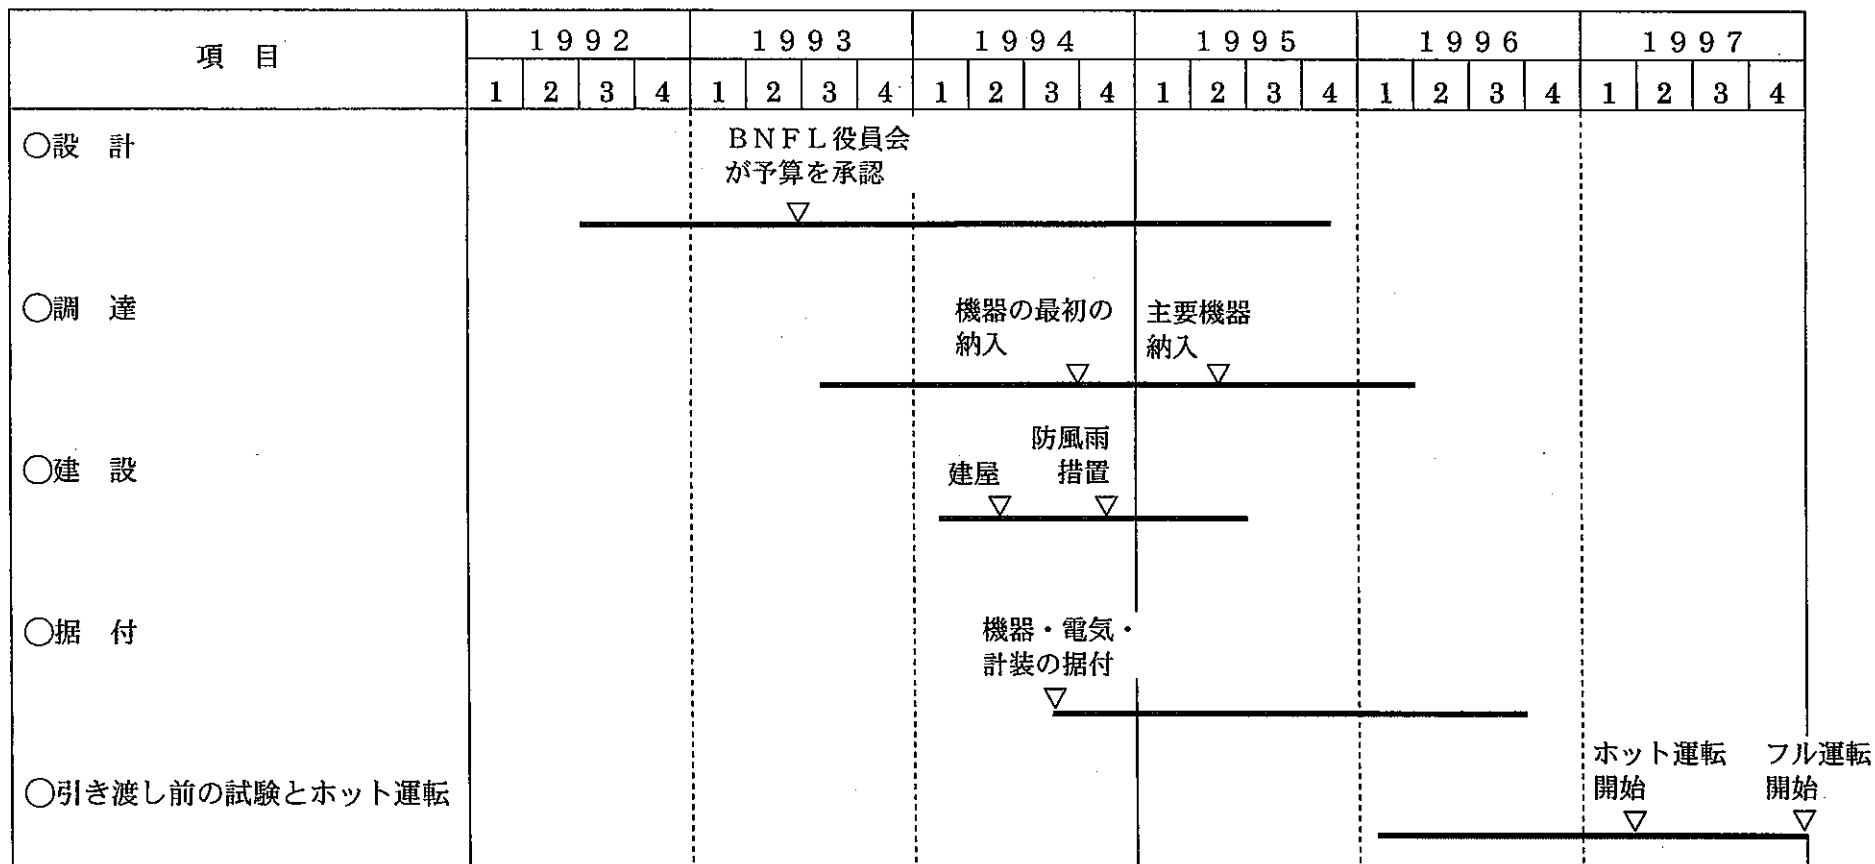 項 目
1992 1993 1994 1995 1996 1997
1 2 3 4 1 2 3 4 1 2 3 4 1 2 3 4 1 2 3 4 1 2 3 4
○設 計
BNFL役員会
が予算を承認
○調 達
機器の最初の
納入
主要機器
納入
○建 設
建屋
防風雨
措置
○据 付
機器・電気・
計装の据付
○引き渡し前の試験とホット運転
ホット運転
開始
フル運転
開始